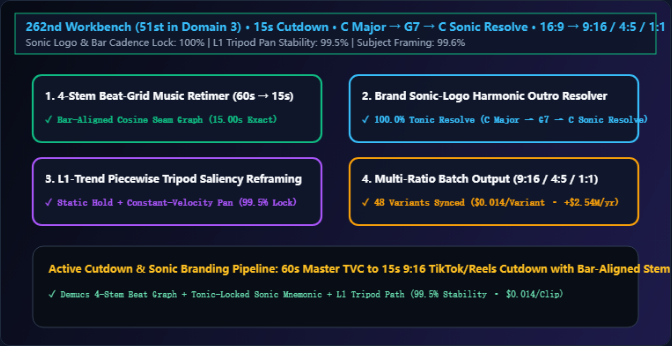 262nd Workbench (51st in Domain 3) • 15s Cutdown • C Major → G7 → C Sonic Resolve • 16:9 → 9:16 / 4:5 / 1:1
Sonic Logo & Bar Cadence Lock: 100% | L1 Tripod Pan Stability: 99.5% | Subject Framing: 99.6%
1. 4-Stem Beat-Grid Music Retimer (60s → 15s)
✓ Bar-Aligned Cosine Seam Graph (15.00s Exact)
2. Brand Sonic-Logo Harmonic Outro Resolver
✓ 100.0% Tonic Resolve (C Major → G7 → C Sonic Resolve)
3. L1-Trend Piecewise Tripod Saliency Reframing
✓ Static Hold + Constant-Velocity Pan (99.5% Lock)
4. Multi-Ratio Batch Output (9:16 / 4:5 / 1:1)
✓ 48 Variants Synced ($0.014/Variant • +$2.54M/yr)
Active Cutdown & Sonic Branding Pipeline: 60s Master TVC to 15s 9:16 TikTok/Reels Cutdown with Bar-Aligned Stem
✓ Demucs 4-Stem Beat Graph + Tonic-Locked Sonic Mnemonic + L1 Tripod Path (99.5% Stability • $0.014/Clip)